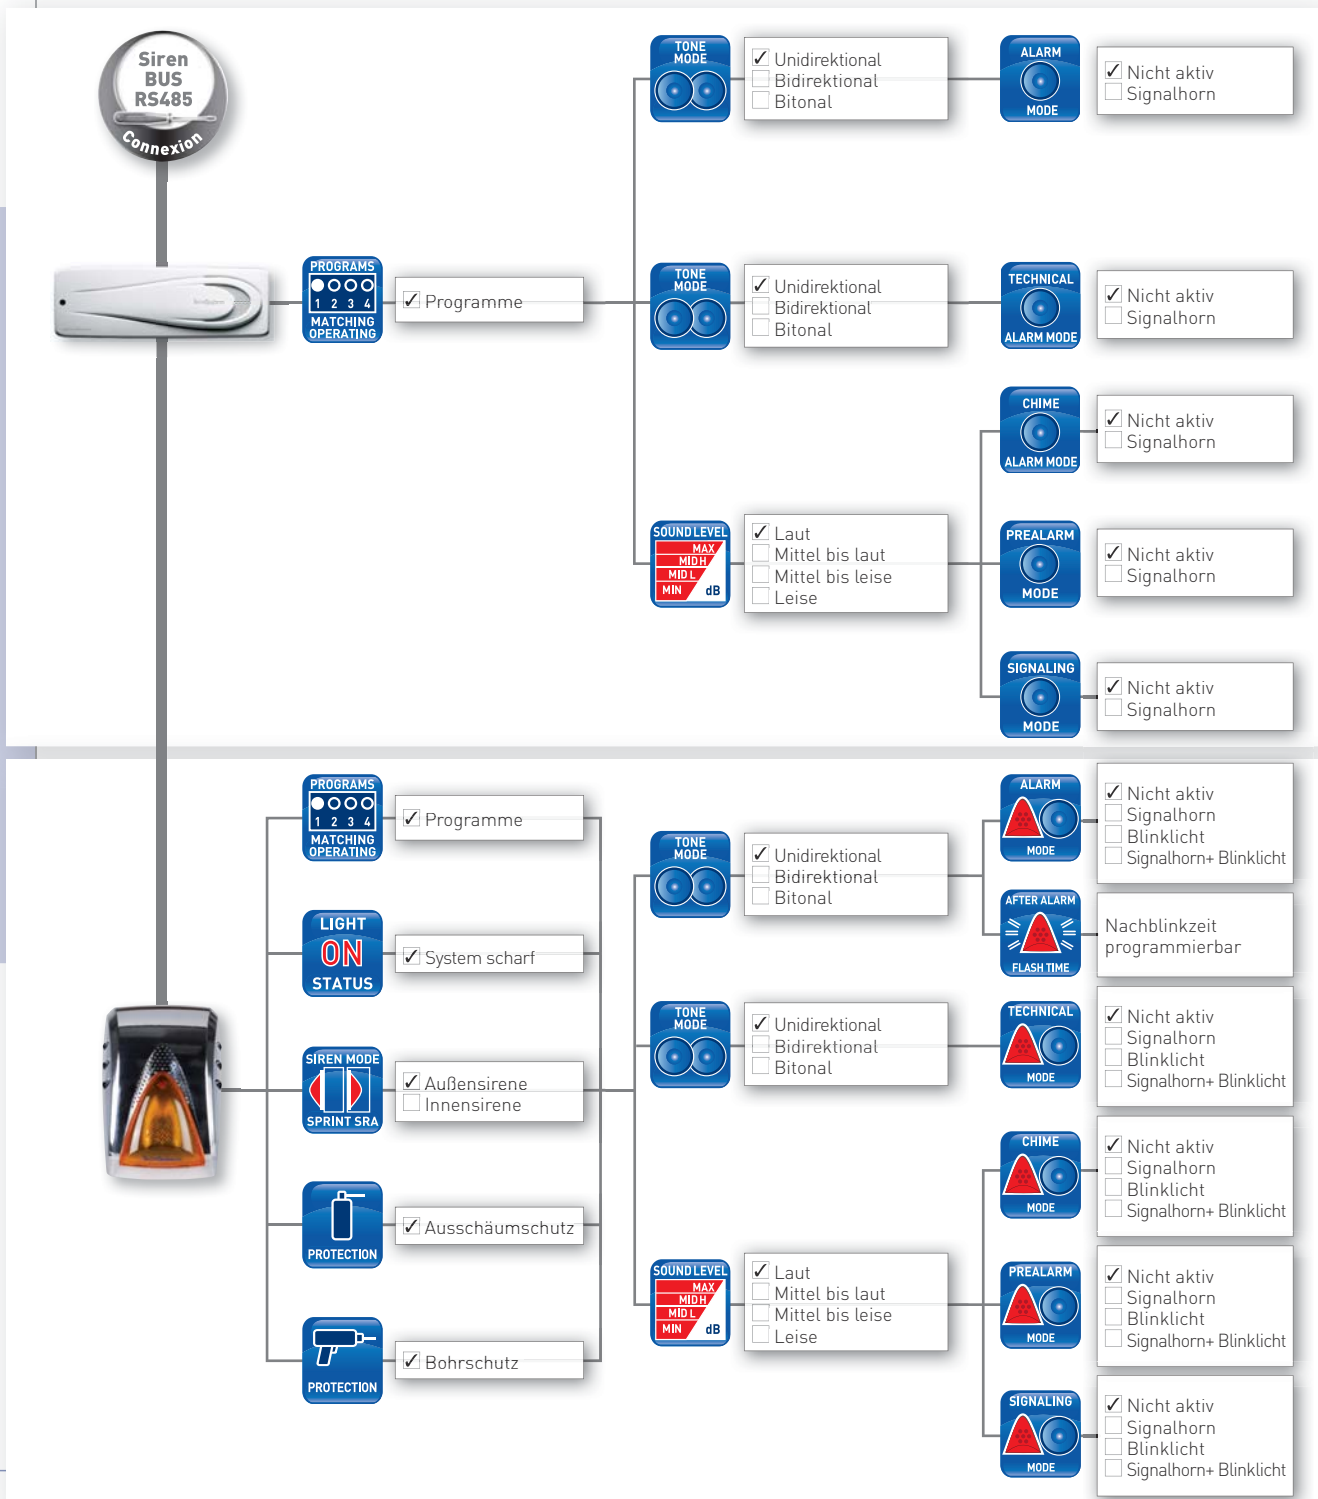 Siren
BUS
RS485
Connexion
TONE
MODE
✓ Unidirektional
Bidirektional
Bitonal
ALARM
MODE
✓ Nicht aktiv
Signalhorn
PROGRAMS
1 2 3 4
MATCHING
OPERATING
✓ Programme
TONE
MODE
✓ Unidirektional
Bidirektional
Bitonal
TECHNICAL
ALARM MODE
✓ Nicht aktiv
Signalhorn
CHIME
ALARM MODE
✓ Nicht aktiv
Signalhorn
SOUND LEVEL
MAX
MID H
MID L
MIN
dB
✓ Laut
Mittel bis laut
Mittel bis leise
Leise
PREALARM
MODE
✓ Nicht aktiv
Signalhorn
SIGNALING
MODE
✓ Nicht aktiv
Signalhorn
PROGRAMS
1 2 3 4
MATCHING
OPERATING
✓ Programme
LIGHT
ON
STATUS
✓ System scharf
SIREN MODE
SPRINT SRA
✓ Außensirene
Innensirene
PROTECTION
✓ Ausschäumschutz
PROTECTION
✓ Bohrschutz
TONE
MODE
✓ Unidirektional
Bidirektional
Bitonal
ALARM
MODE
✓ Nicht aktiv
Signalhorn
Blinklicht
Signalhorn+ Blinklicht
AFTER ALARM
FLASH TIME
Nachblinkzeit
programmierbar
TONE
MODE
✓ Unidirektional
Bidirektional
Bitonal
TECHNICAL
MODE
✓ Nicht aktiv
Signalhorn
Blinklicht
Signalhorn+ Blinklicht
SOUND LEVEL
MAX
MID H
MID L
MIN
dB
✓ Laut
Mittel bis laut
Mittel bis leise
Leise
CHIME
MODE
✓ Nicht aktiv
Signalhorn
Blinklicht
Signalhorn+ Blinklicht
PREALARM
MODE
✓ Nicht aktiv
Signalhorn
Blinklicht
Signalhorn+ Blinklicht
SIGNALING
MODE
✓ Nicht aktiv
Signalhorn
Blinklicht
Signalhorn+ Blinklicht